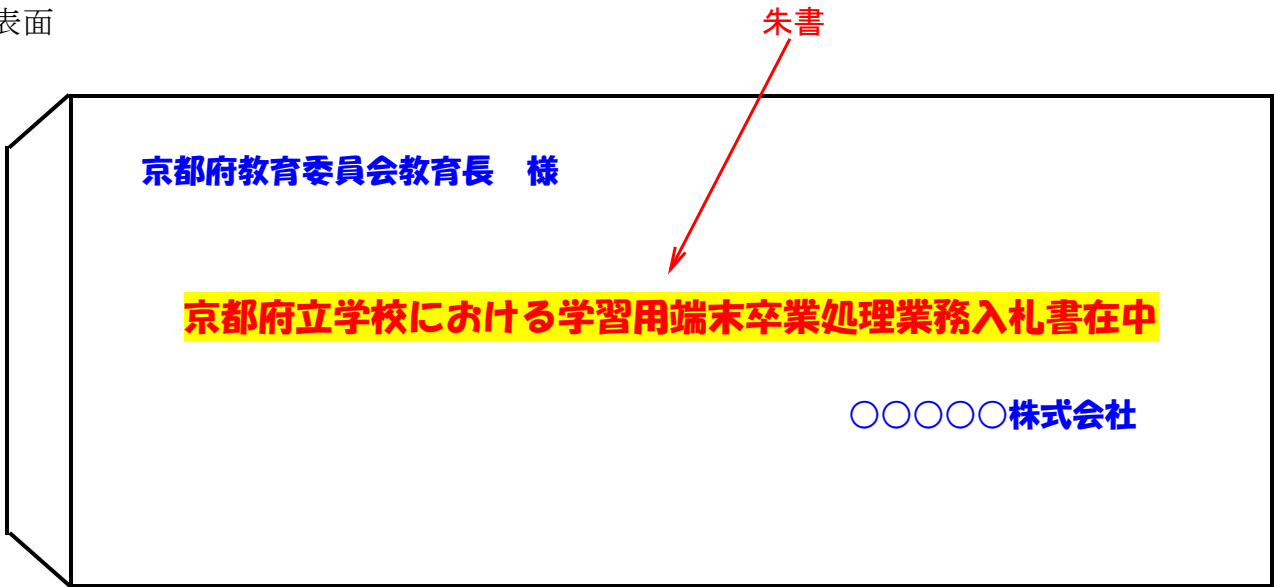 表面
朱書
京都府教育委員会教育長　様
京都府立学校における学習用端末卒業処理業務入札書在中
○○○○○株式会社